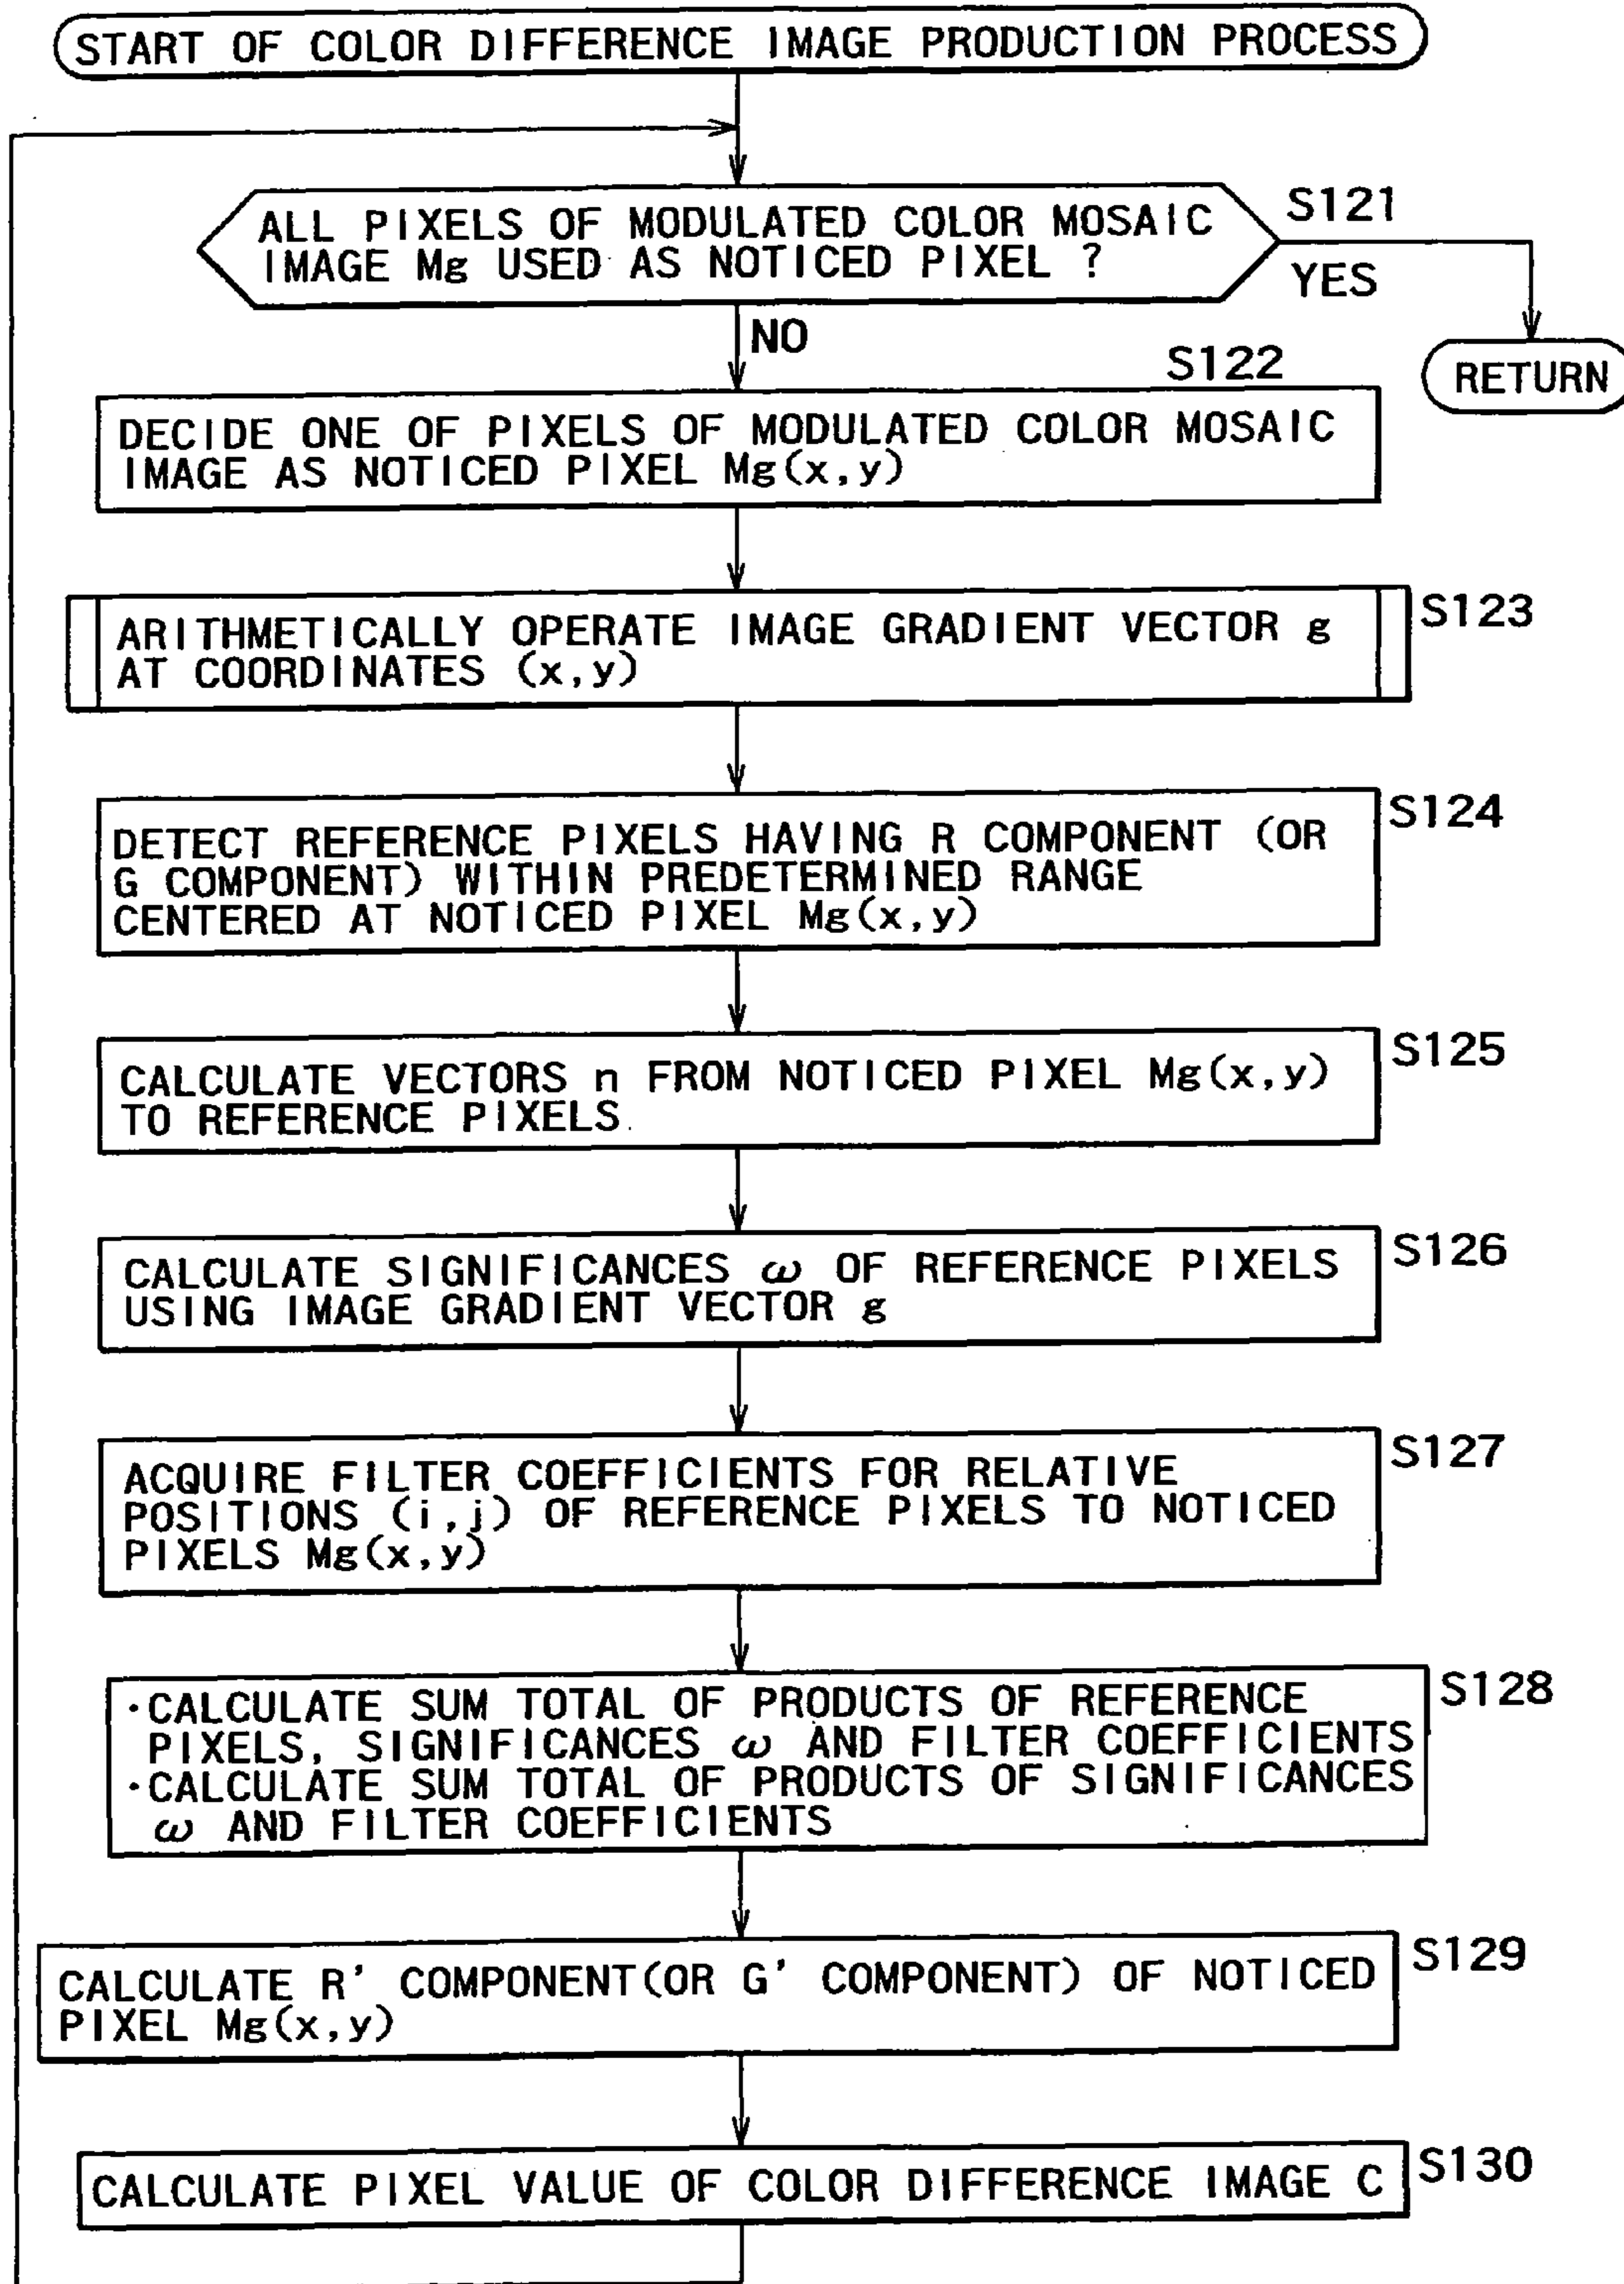 START OF COLOR DIFFERENCE IMAGE PRODUCTION PROCESS
ALL PIXELS OF MODULATED COLOR MOSAIC
IMAGE Mg USED AS NOTICED PIXEL ?
S121
YES
NO
RETURN
S122
DECIDE ONE OF PIXELS OF MODULATED COLOR MOSAIC
IMAGE AS NOTICED PIXEL Mg(x,y)
S123
ARITHMETICALLY OPERATE IMAGE GRADIENT VECTOR g
AT COORDINATES (x,y)
S124
DETECT REFERENCE PIXELS HAVING R COMPONENT (OR
G COMPONENT) WITHIN PREDETERMINED RANGE
CENTERED AT NOTICED PIXEL Mg(x,y)
S125
CALCULATE VECTORS n FROM NOTICED PIXEL Mg(x,y)
TO REFERENCE PIXELS
S126
CALCULATE SIGNIFICANCES ω OF REFERENCE PIXELS
USING IMAGE GRADIENT VECTOR g
S127
ACQUIRE FILTER COEFFICIENTS FOR RELATIVE
POSITIONS (i,j) OF REFERENCE PIXELS TO NOTICED
PIXELS Mg(x,y)
S128
·CALCULATE SUM TOTAL OF PRODUCTS OF REFERENCE
PIXELS, SIGNIFICANCES ω AND FILTER COEFFICIENTS
·CALCULATE SUM TOTAL OF PRODUCTS OF SIGNIFICANCES
ω AND FILTER COEFFICIENTS
S129
CALCULATE R' COMPONENT(OR G' COMPONENT) OF NOTICED
PIXEL Mg(x,y)
S130
CALCULATE PIXEL VALUE OF COLOR DIFFERENCE IMAGE C